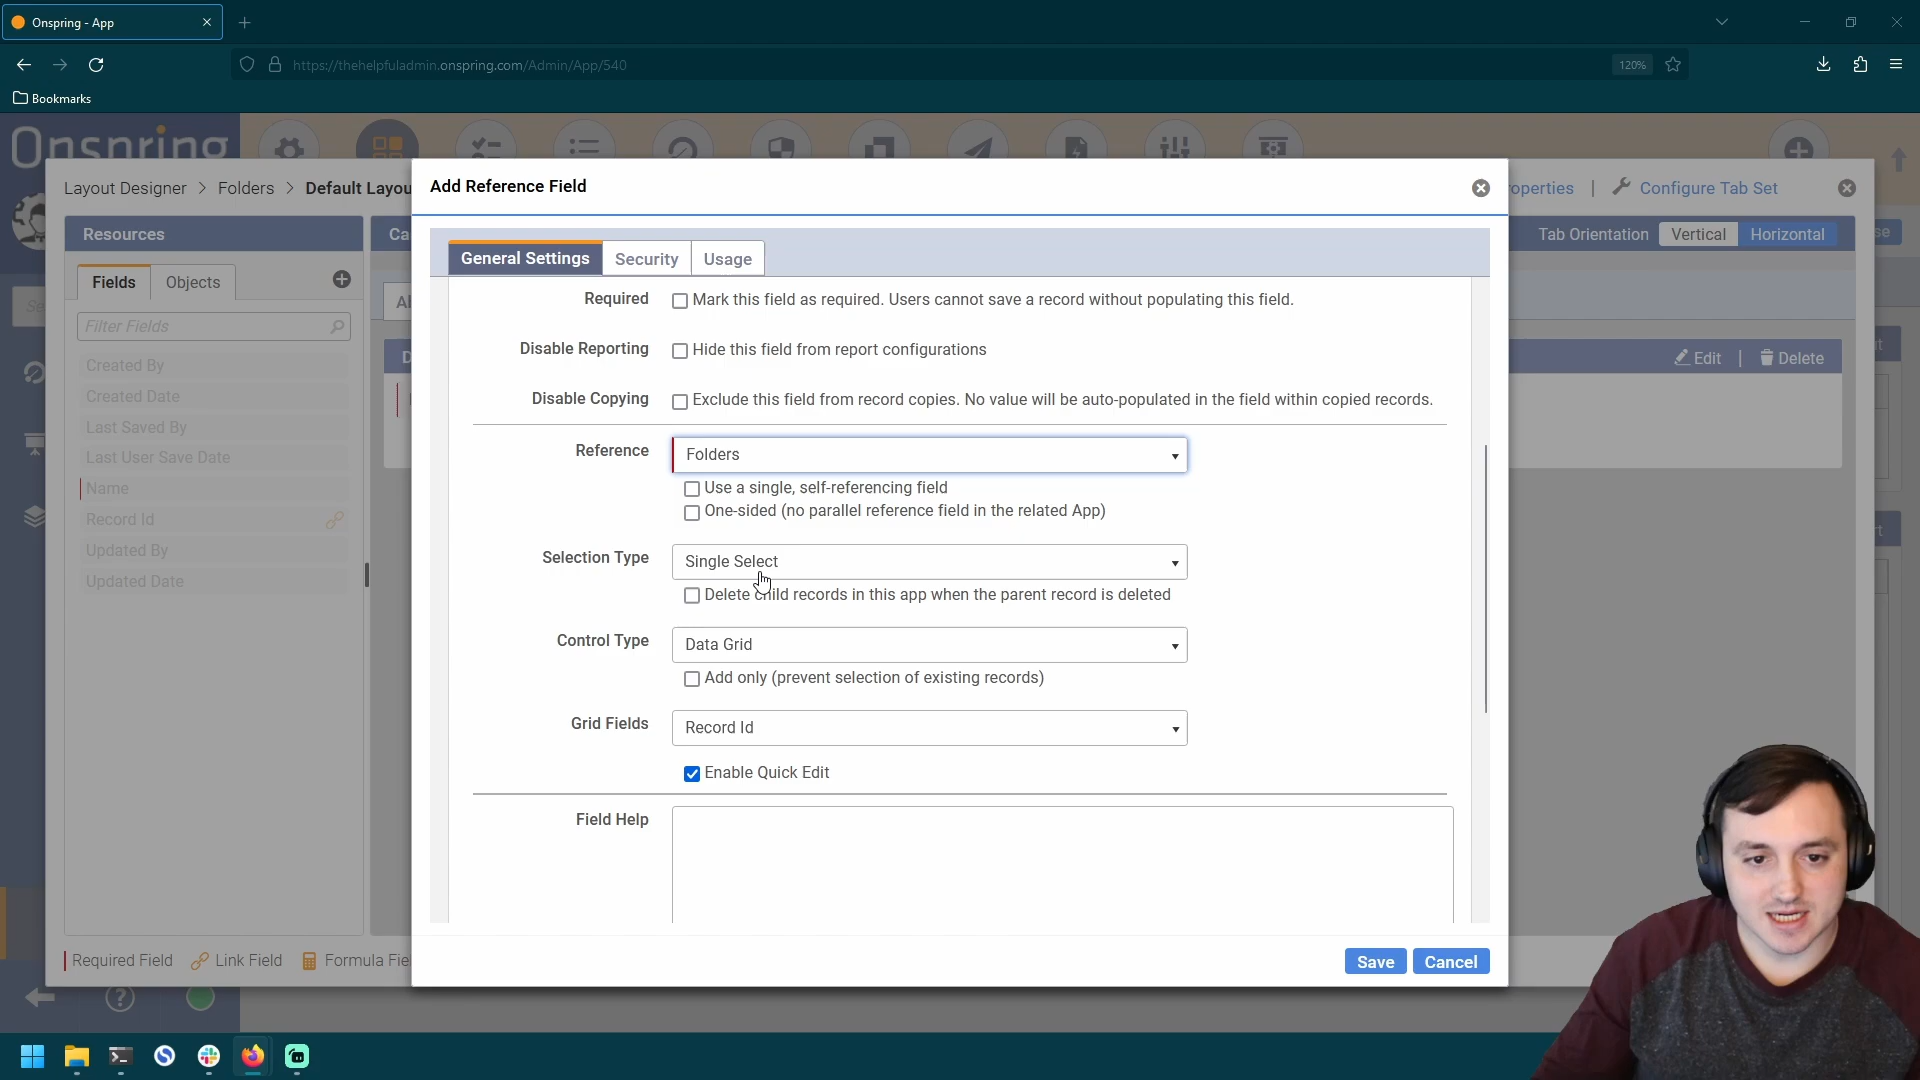 Onspring - App
https://thehelpfuladmin.onspring.com/Admin/App/540
120%
Bookmarks
Onspring
Layout Designer > Folders > Default Layou
operties | Configure Tab Set
Add Reference Field
Resources
Ca
Tab Orientation Vertical Horizontal
se
Fields Objects
Filter Fields
Created By
Created Date
Last Saved By
Last User Save Date
Name
Record Id
Updated By
Updated Date
Edit | Delete
General Settings Security Usage
Required Mark this field as required. Users cannot save a record without populating this field.
Disable Reporting Hide this field from report configurations
Disable Copying Exclude this field from record copies. No value will be auto-populated in the field within copied records.
Reference Folders
Use a single, self-referencing field
One-sided (no parallel reference field in the related App)
Selection Type Single Select
Delete child records in this app when the parent record is deleted
Control Type Data Grid
Add only (prevent selection of existing records)
Grid Fields Record Id
Enable Quick Edit
Field Help
Required Field Link Field Formula Fie
Save Cancel